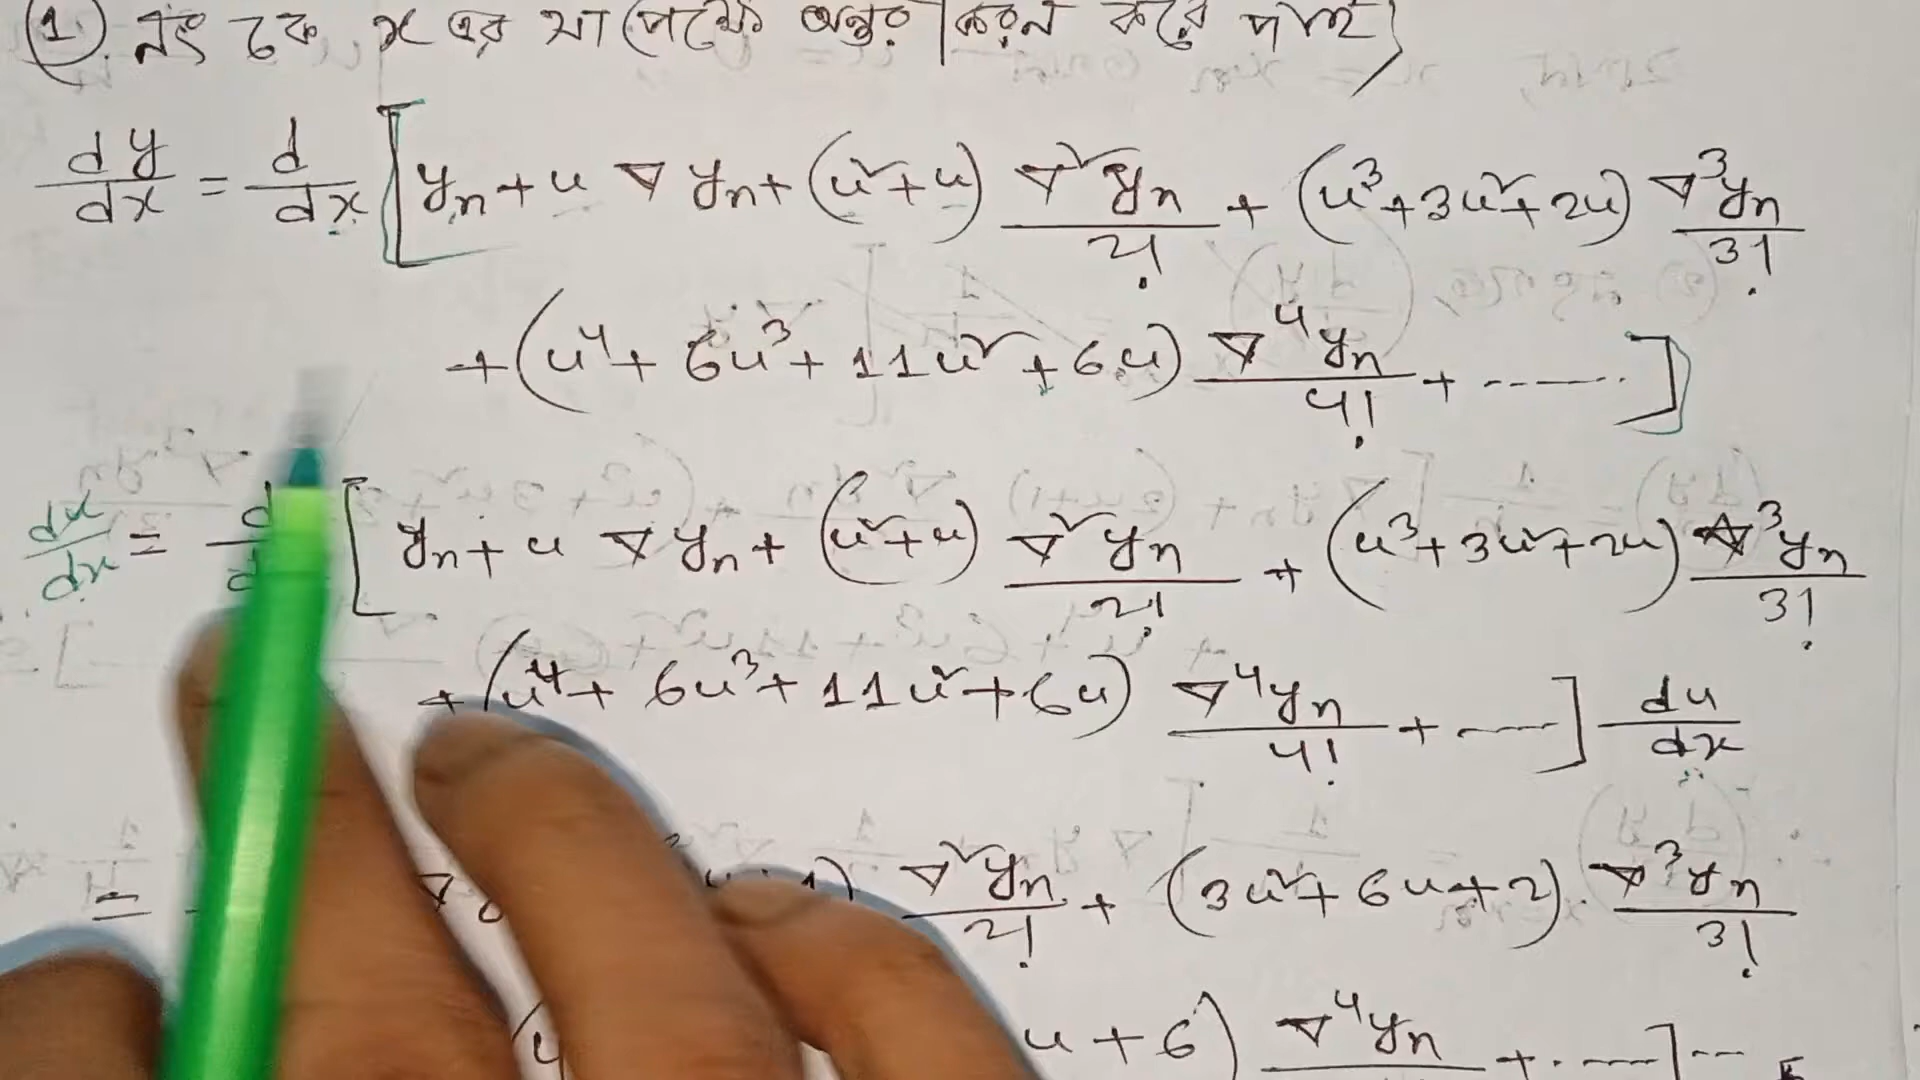 (1) নং কে x এর সাপেক্ষে অন্তরীকরন করে পাই,
dy/dx = d/dx [yₙ + u ∇yₙ + (u² + u) ∇²yₙ/2! + (u³ + 3u² + 2u) ∇³yₙ/3!
+ (u⁴ + 6u³ + 11u² + 6u) ∇⁴yₙ/4! + ------]
du/dx = d/d [yₙ + u ∇yₙ + (u² + u) ∇²yₙ/2! + (u³ + 3u² + 2u) ∇³yₙ/3!
+ (u⁴ + 6u³ + 11u² + 6u) ∇⁴yₙ/4! + ----] du/dx
= ∇ ∇²yₙ/2! + (3u² + 6u + 2) · ∇³yₙ/3!
u + 6) ∇⁴yₙ + ----] --